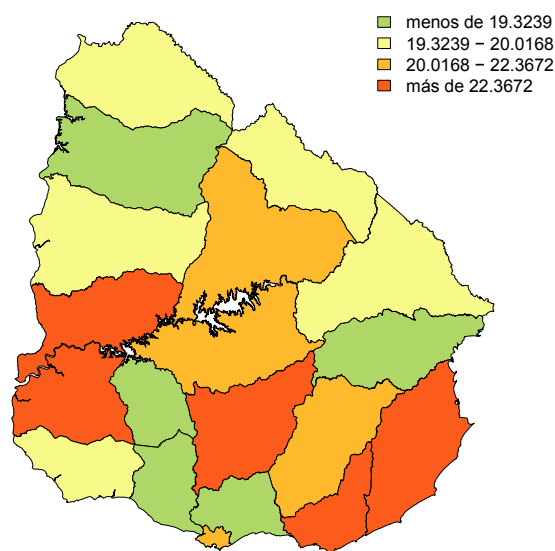 menos de 19.3239
19.3239 − 20.0168
20.0168 − 22.3672
más de 22.3672